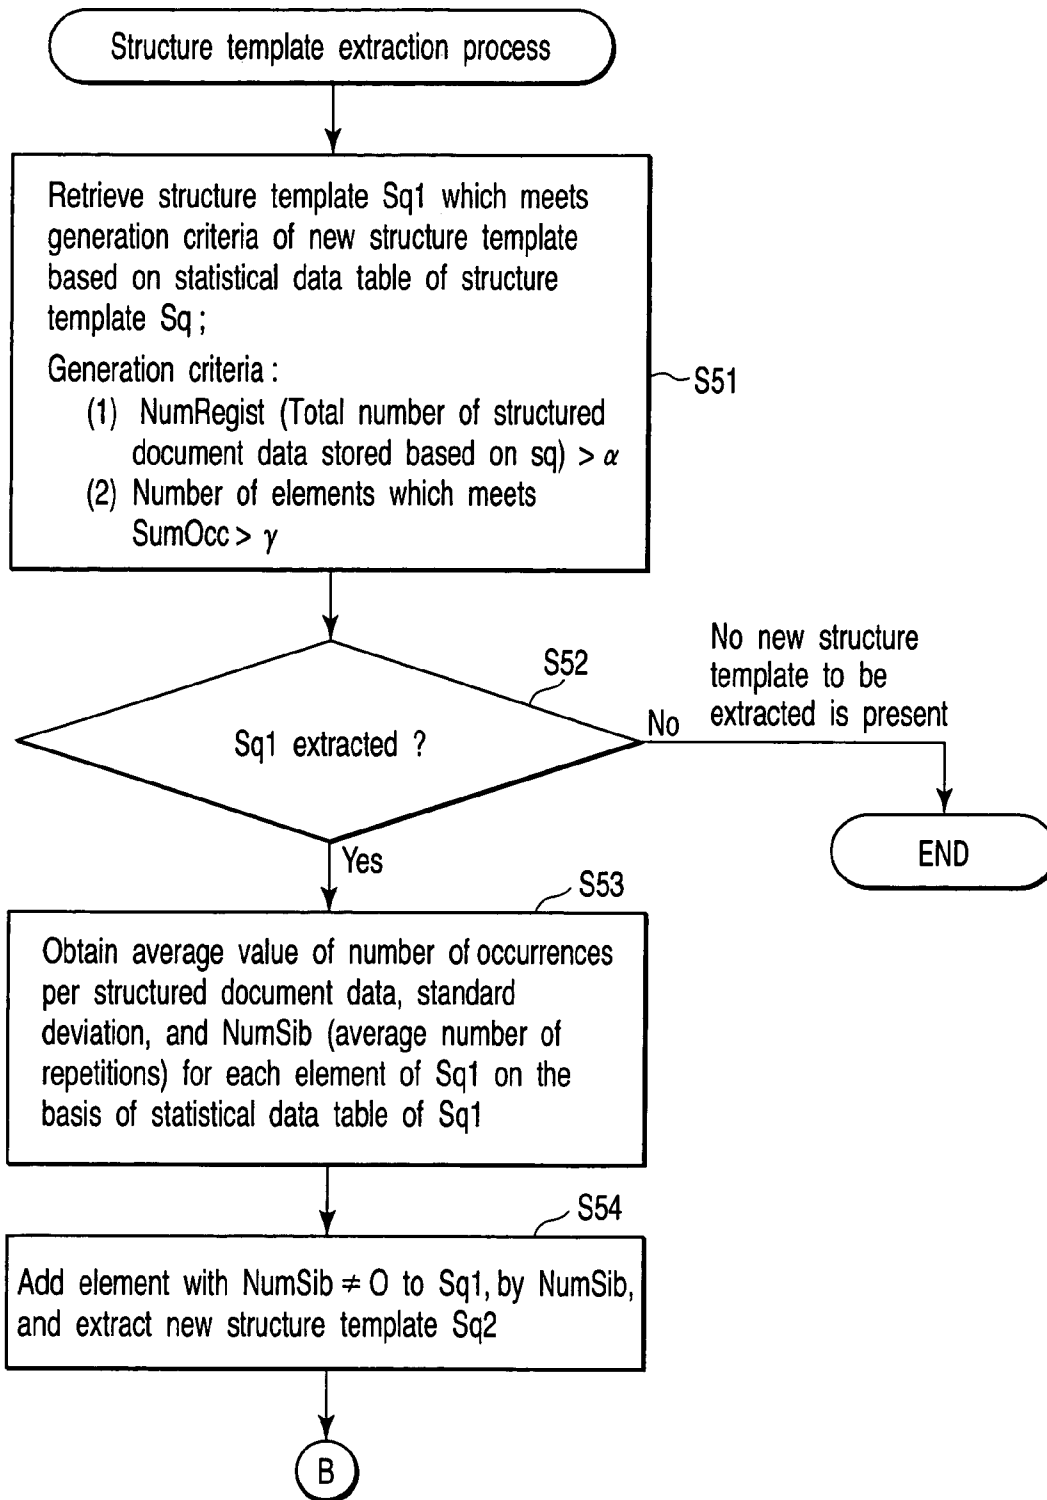 Structure template extraction process
Retrieve structure template Sq1 which meets
generation criteria of new structure template
based on statistical data table of structure
template Sq ;
Generation criteria :
(1) NumRegist (Total number of structured
document data stored based on sq) > α
(2) Number of elements which meets
SumOcc > γ
S51
S52
Sq1 extracted ?
No
No new structure
template to be
extracted is present
END
Yes
S53
Obtain average value of number of occurrences
per structured document data, standard
deviation, and NumSib (average number of
repetitions) for each element of Sq1 on the
basis of statistical data table of Sq1
S54
Add element with NumSib ≠ O to Sq1, by NumSib,
and extract new structure template Sq2
B